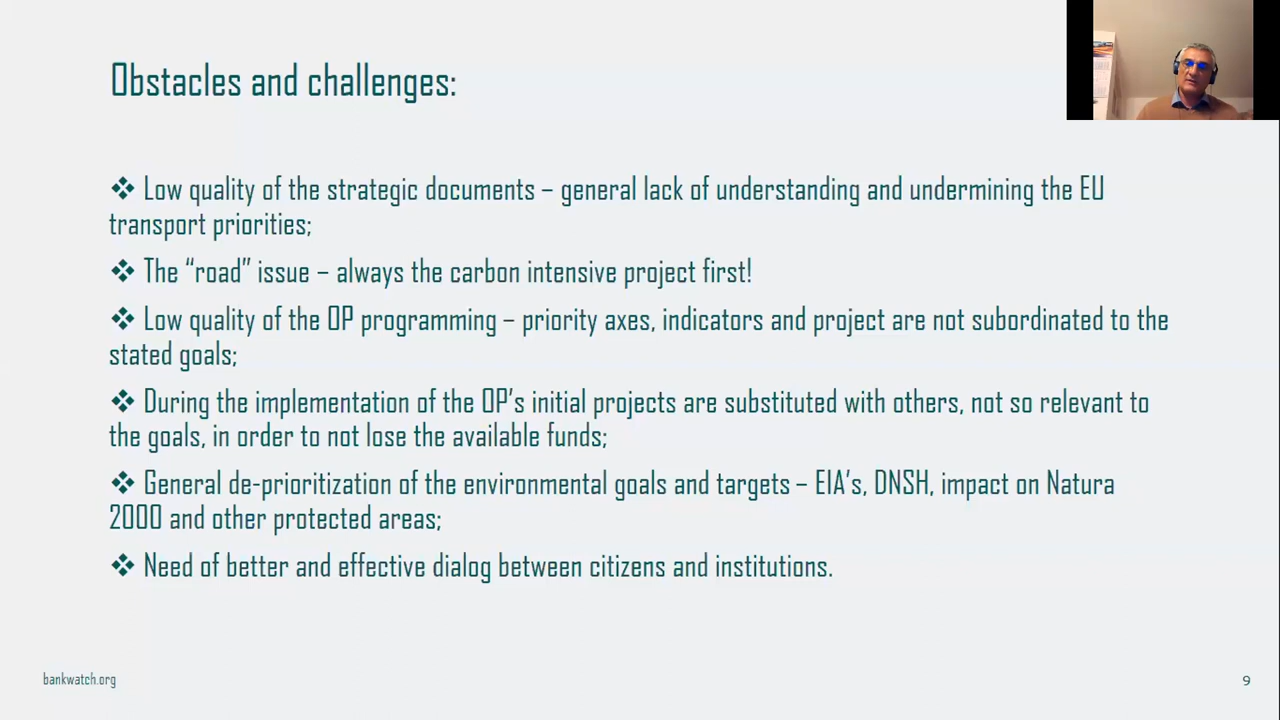 Obstacles and challenges:
❖ Low quality of the strategic documents – general lack of understanding and undermining the EU
transport priorities;
❖ The “road” issue – always the carbon intensive project first!
❖ Low quality of the OP programming – priority axes, indicators and project are not subordinated to the
stated goals;
❖ During the implementation of the OP’s initial projects are substituted with others, not so relevant to
the goals, in order to not lose the available funds;
❖ General de-prioritization of the environmental goals and targets – EIA’s, DNSH, impact on Natura
2000 and other protected areas;
❖ Need of better and effective dialog between citizens and institutions.
bankwatch.org
9